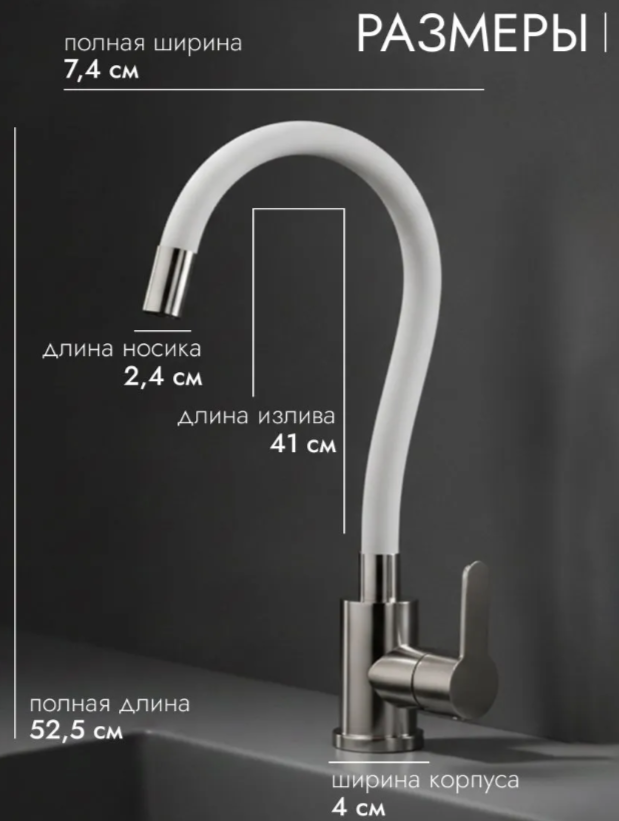 РАЗМЕРЫ
полная ширина
7,4 см
длина носика
2,4 см
длина излива
41 см
полная длина
52,5 см
ширина корпуса
4 см